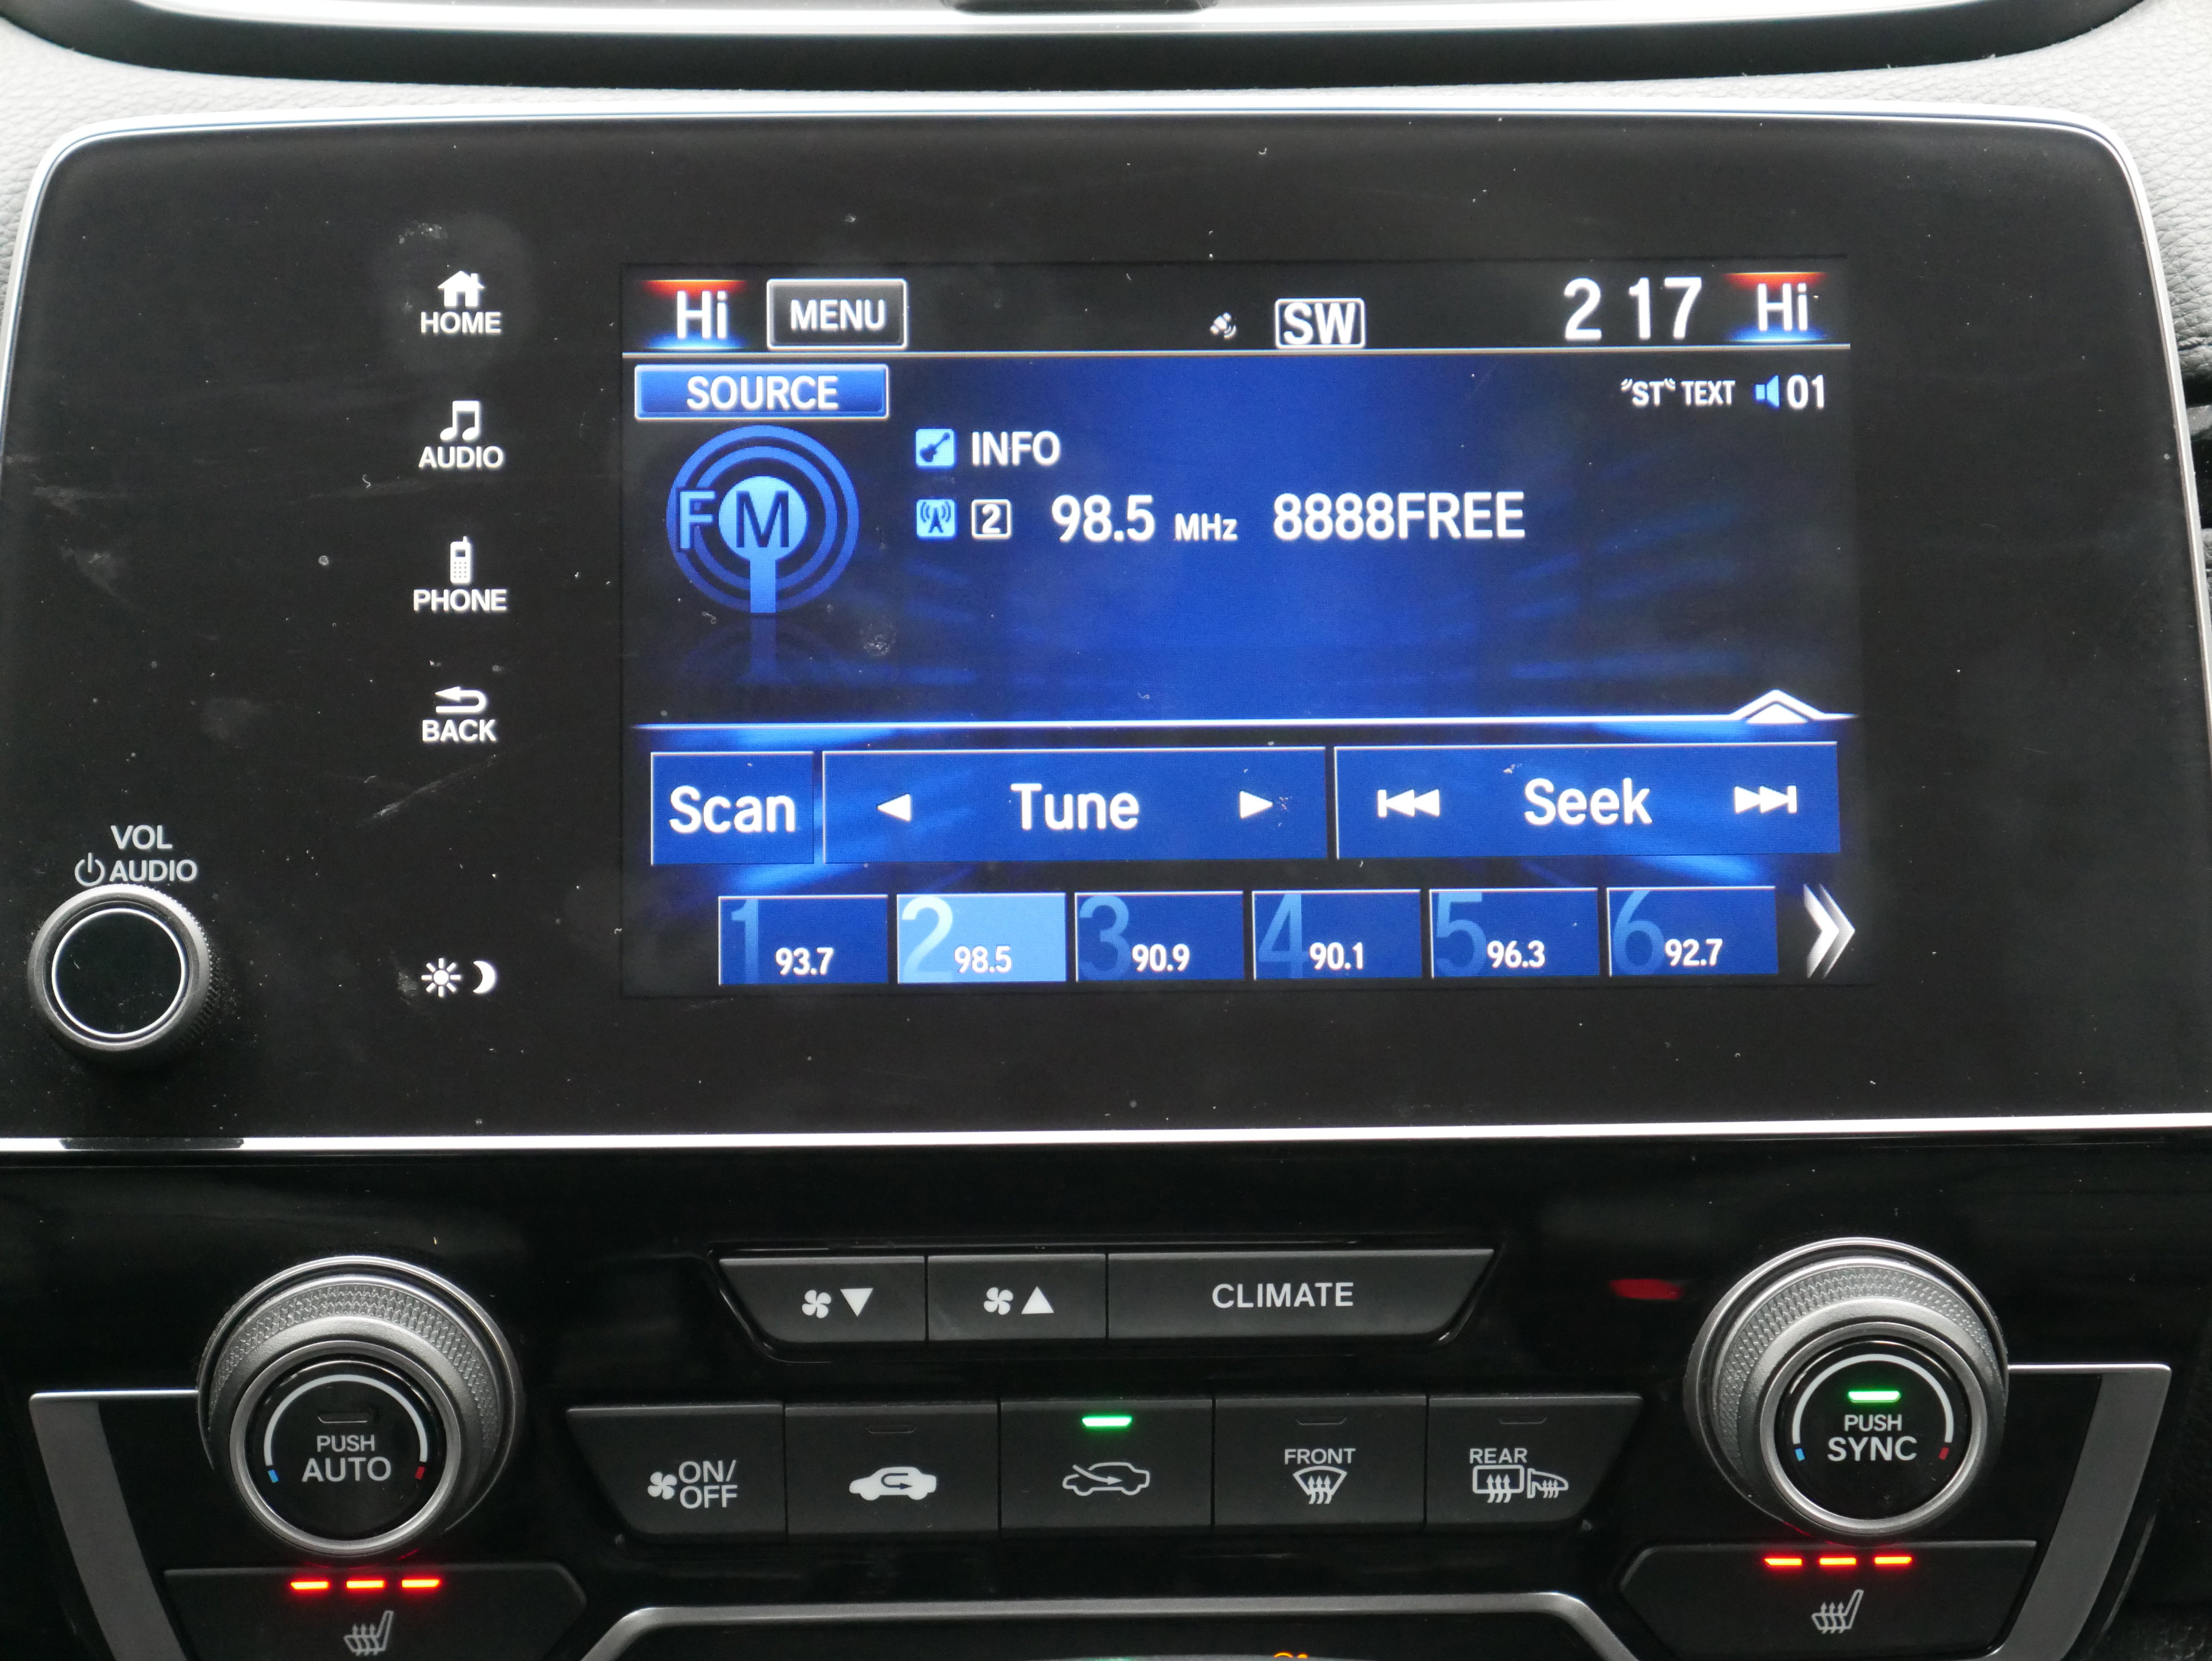 HOME
AUDIO
PHONE
BACK
VOL
AUDIO
Hi MENU SW 2 17 Hi
SOURCE "ST" TEXT 01
FM
INFO
2 98.5 MHz 8888FREE
Scan Tune Seek
1 93.7 2 98.5 3 90.9 4 90.1 5 96.3 6 92.7
CLIMATE
PUSH
AUTO
ON/
OFF
FRONT
REAR
PUSH
SYNC